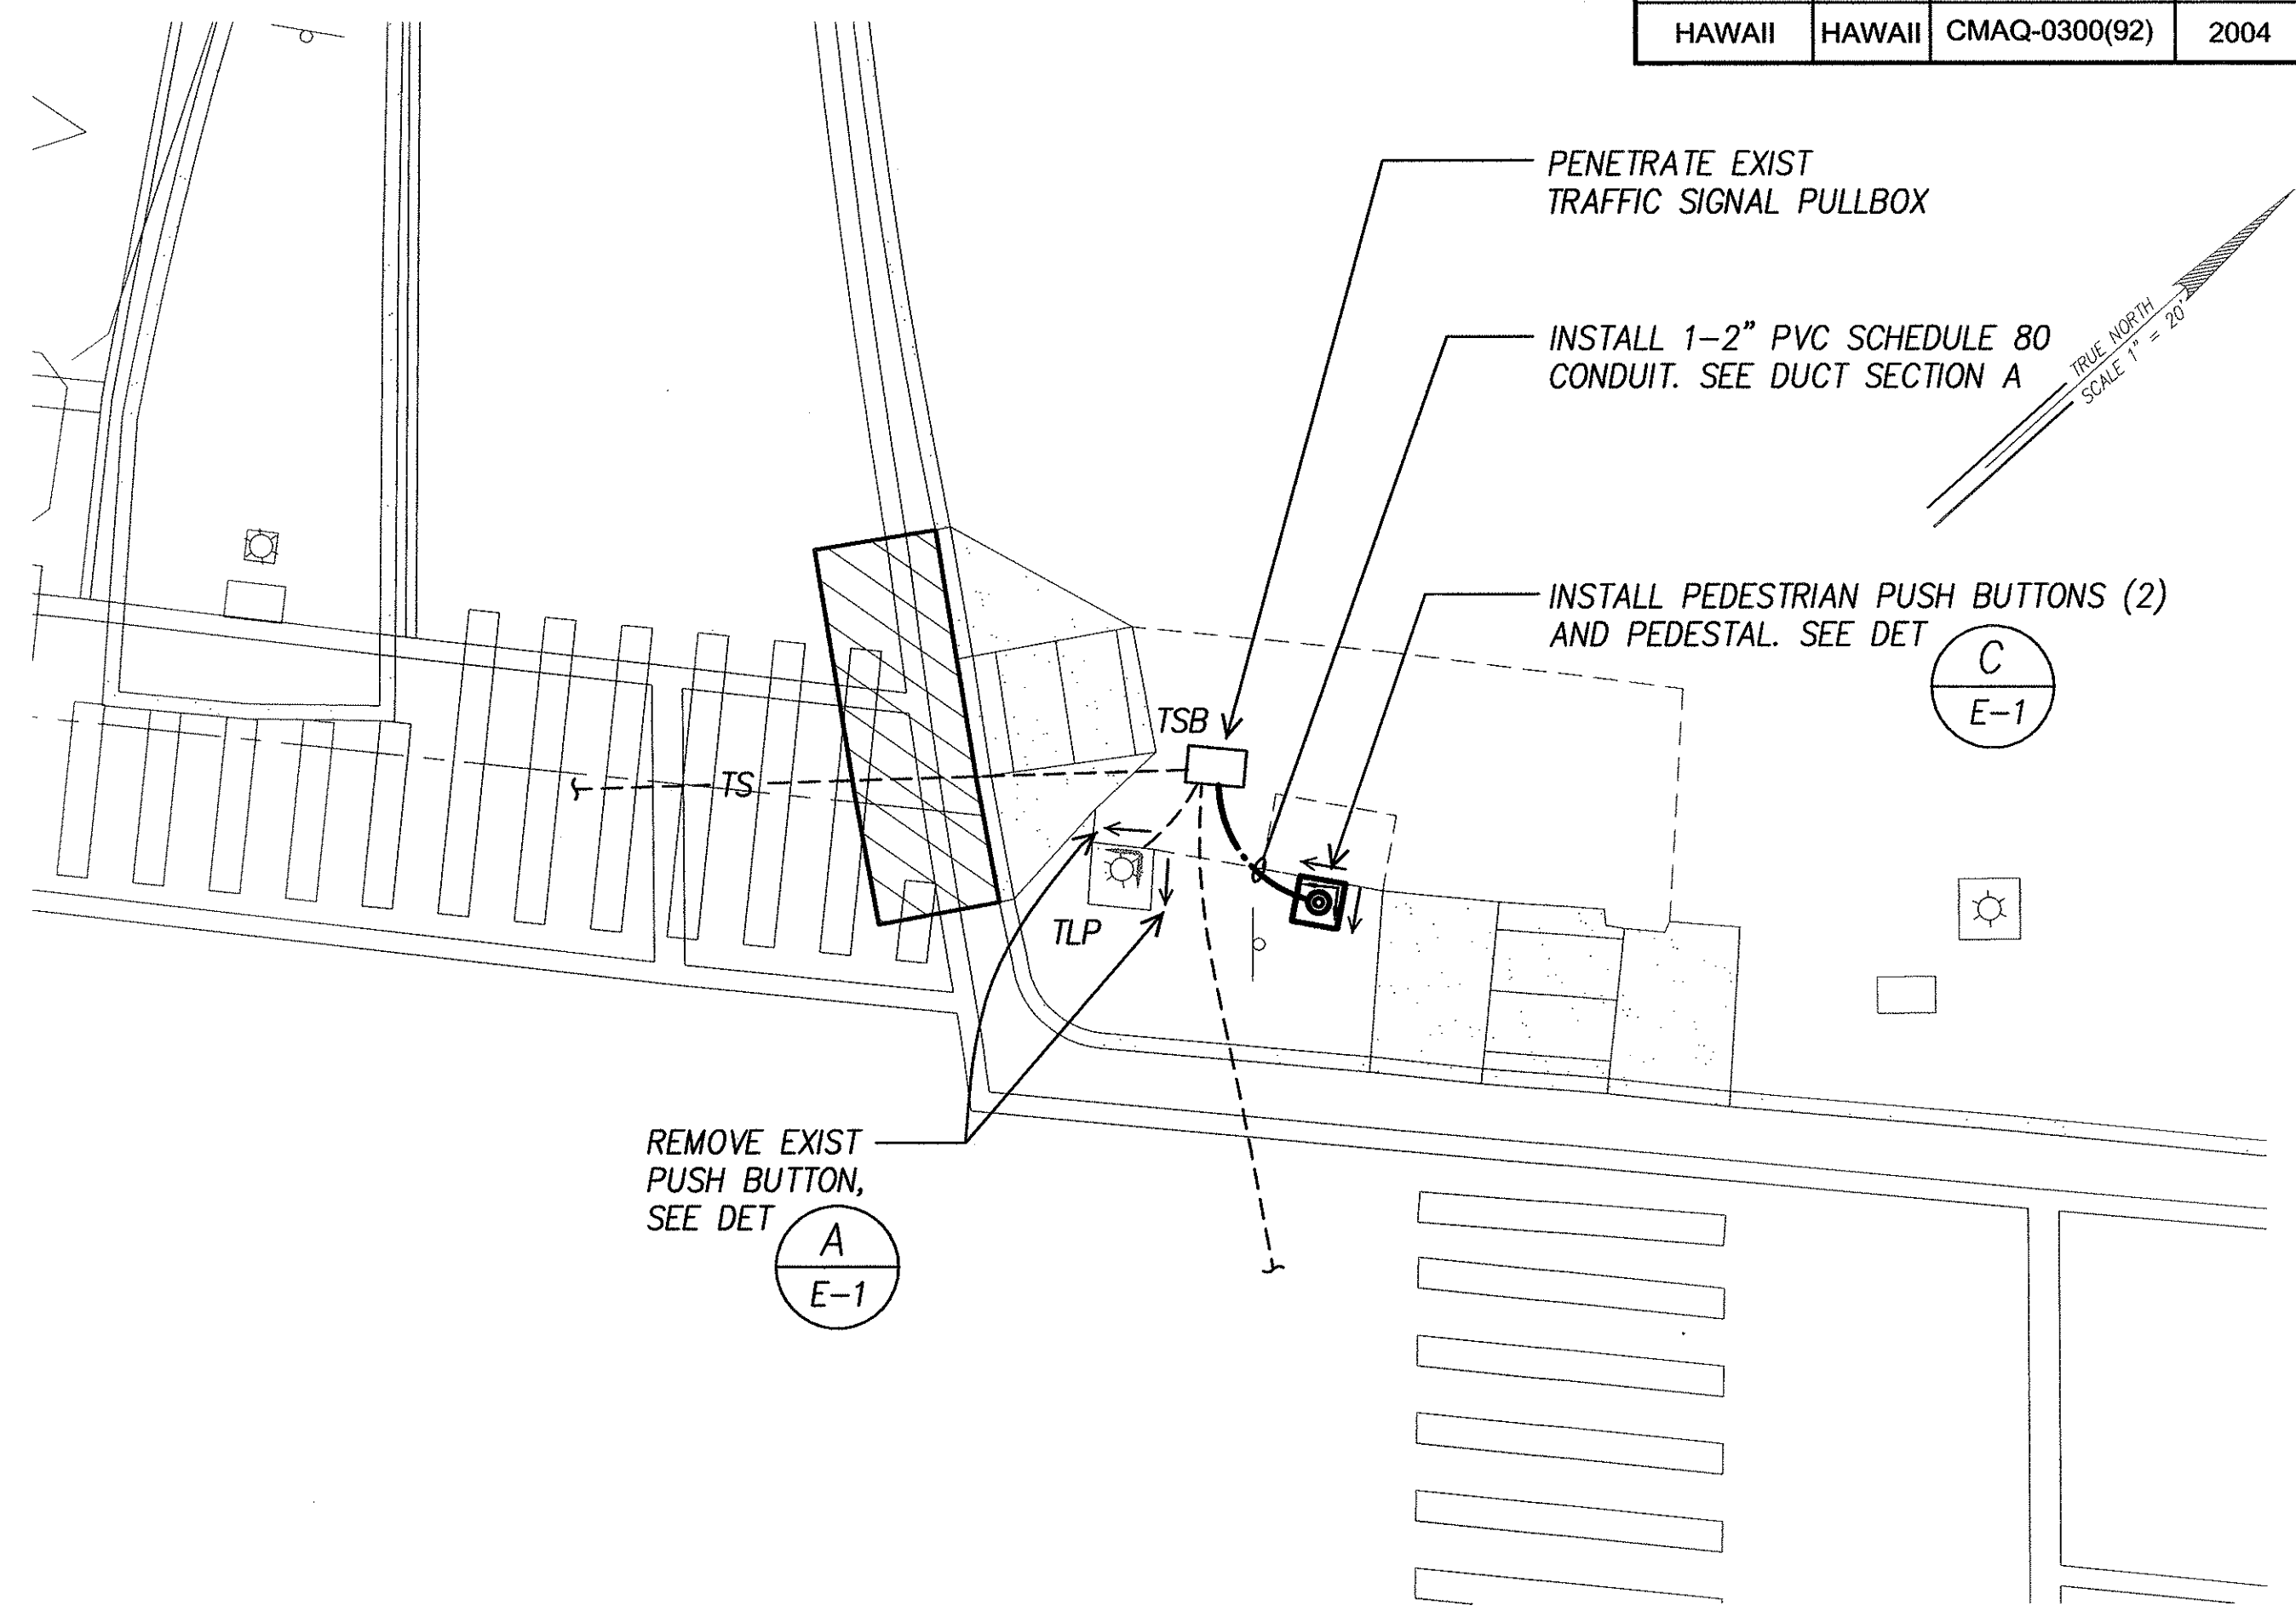 HAWAII HAWAII CMAQ-0300(92) 2004
PENETRATE EXIST
TRAFFIC SIGNAL PULLBOX
INSTALL 1-2" PVC SCHEDULE 80
CONDUIT. SEE DUCT SECTION A
TRUE NORTH
SCALE 1" = 20'
INSTALL PEDESTRIAN PUSH BUTTONS (2)
AND PEDESTAL. SEE DET
C
E-1
TSB
TS
TLP
REMOVE EXIST
PUSH BUTTON,
SEE DET
A
E-1